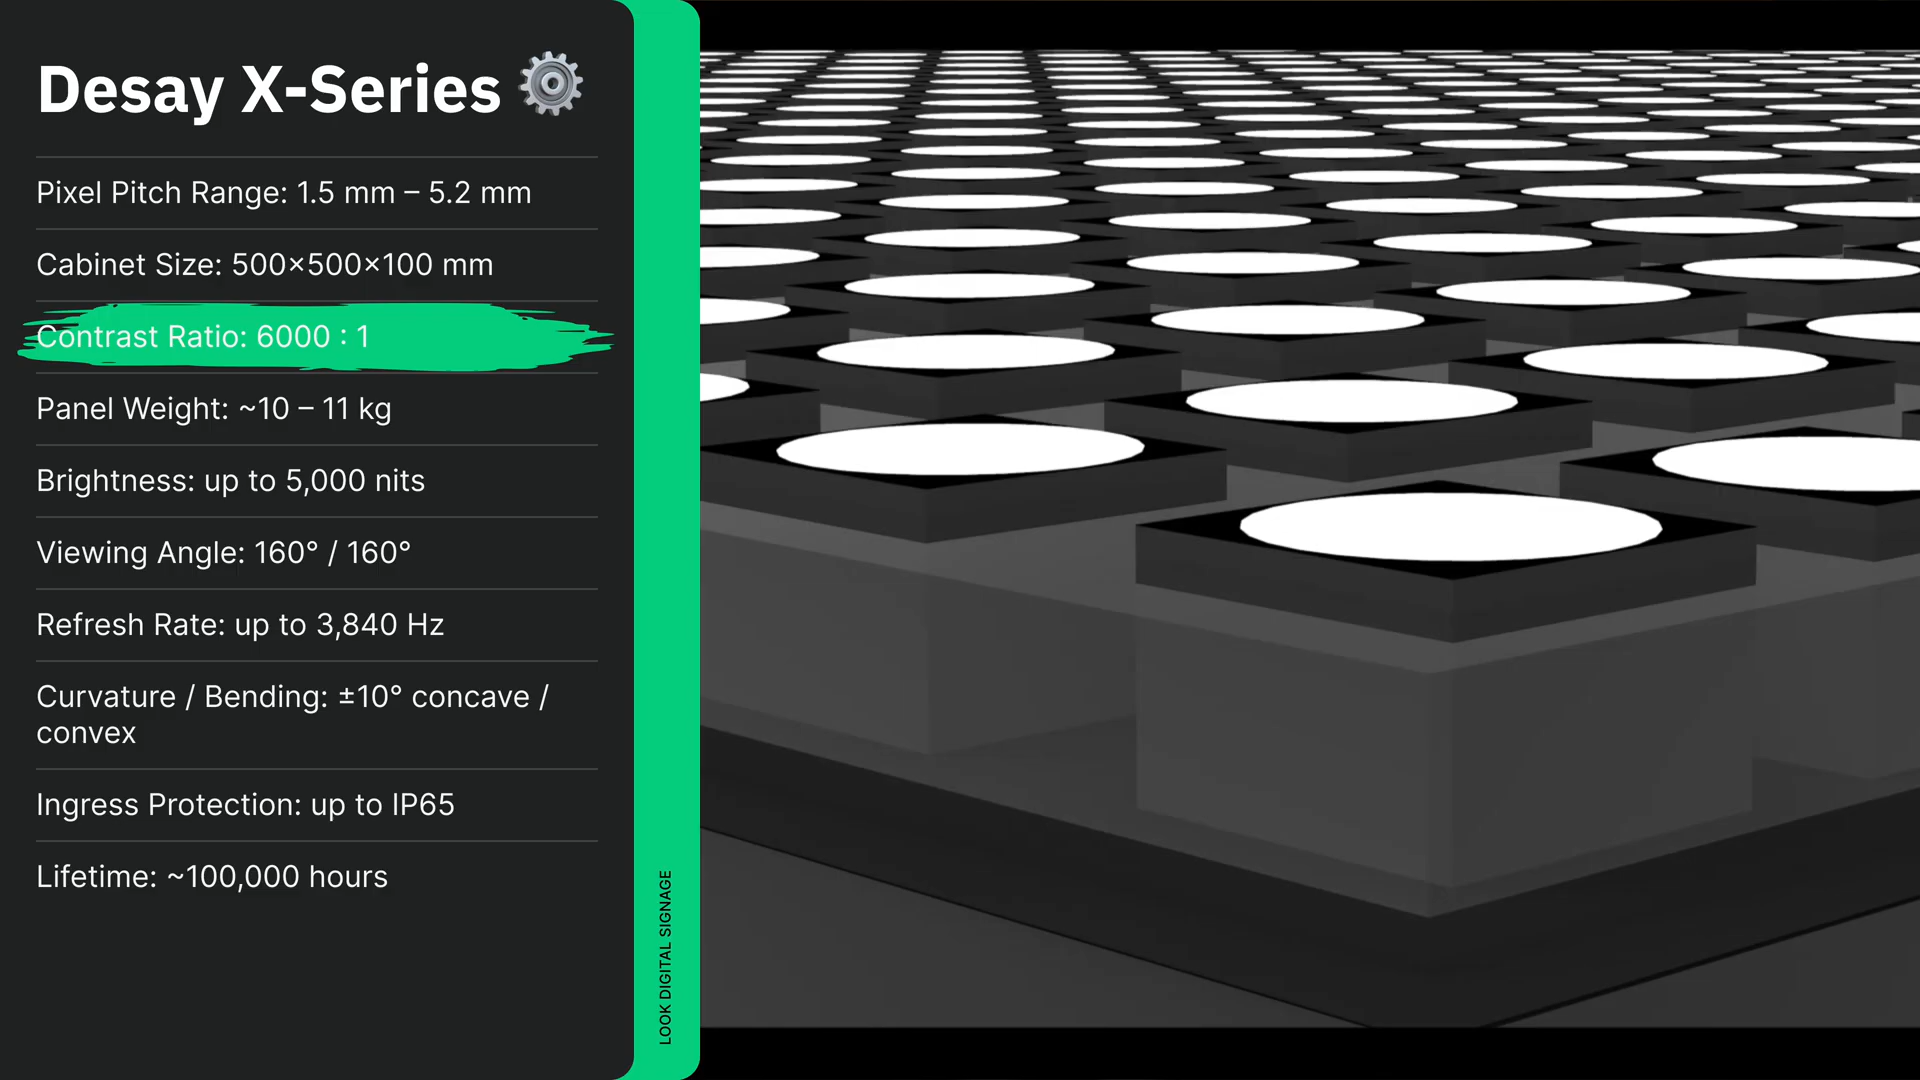 Desay X-Series
Pixel Pitch Range: 1.5 mm – 5.2 mm
Cabinet Size: 500×500×100 mm
Contrast Ratio: 6000 : 1
Panel Weight: ~10 – 11 kg
Brightness: up to 5,000 nits
Viewing Angle: 160° / 160°
Refresh Rate: up to 3,840 Hz
Curvature / Bending: ±10° concave /
convex
Ingress Protection: up to IP65
Lifetime: ~100,000 hours
LOOK DIGITAL SIGNAGE